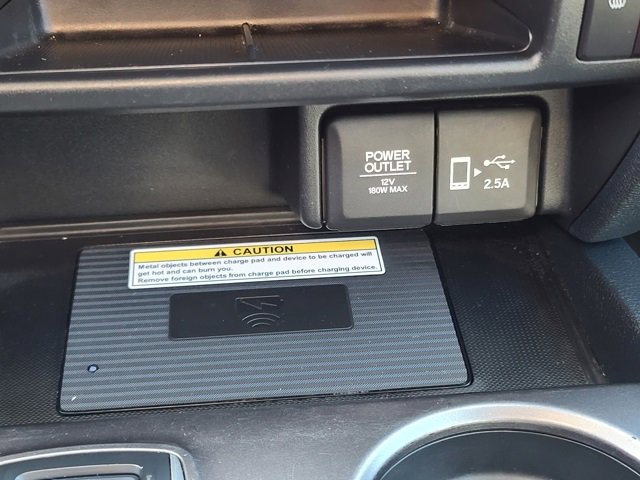 POWER
OUTLET
12V
180W MAX
2.5A
CAUTION
Metal objects between charge pad and device to be charged will
get hot and can burn you.
Remove foreign objects from charge pad before charging device.